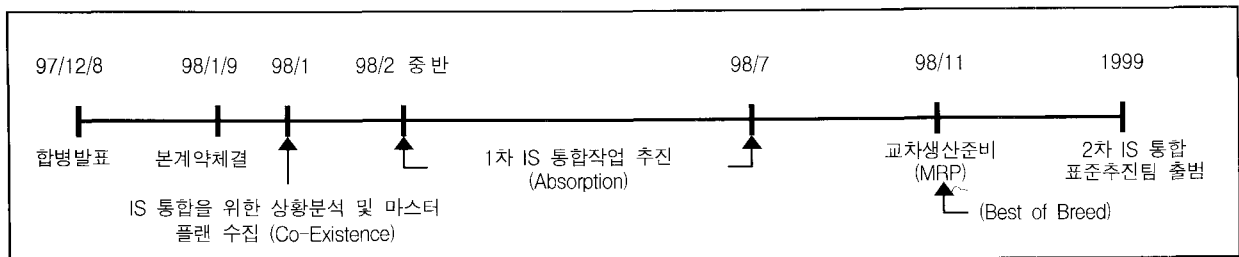 97/12/8
98/1/9
98/1
98/2 중반
98/7
98/11
1999
합병발표
본계약체결
1차 IS 통합작업 추진
(Absorption)
교차생산준비
(MRP)
2차 IS 통합
표준추진팀 출범
IS 통합을 위한 상황분석 및 마스터
플랜 수집 (Co-Existence)
(Best of Breed)